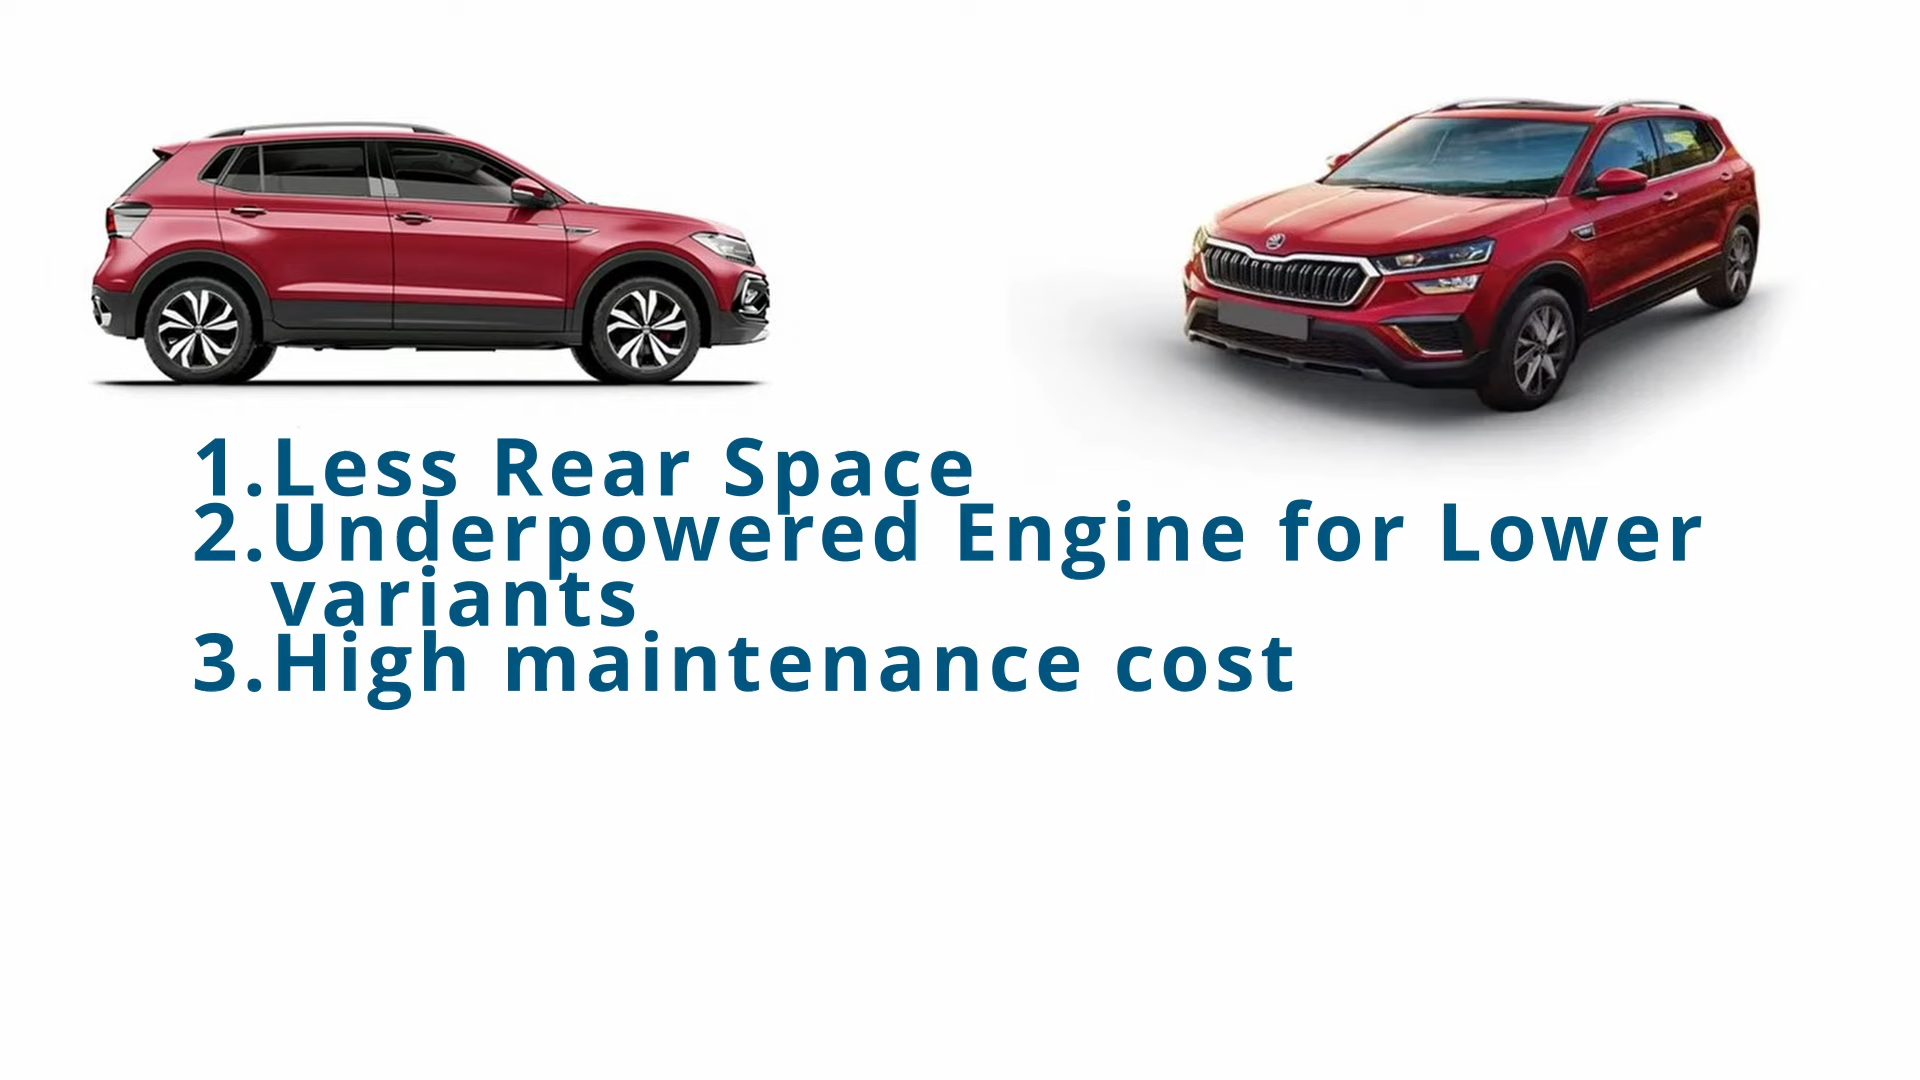 1.Less Rear Space
2.Underpowered Engine for Lower
variants
3.High maintenance cost